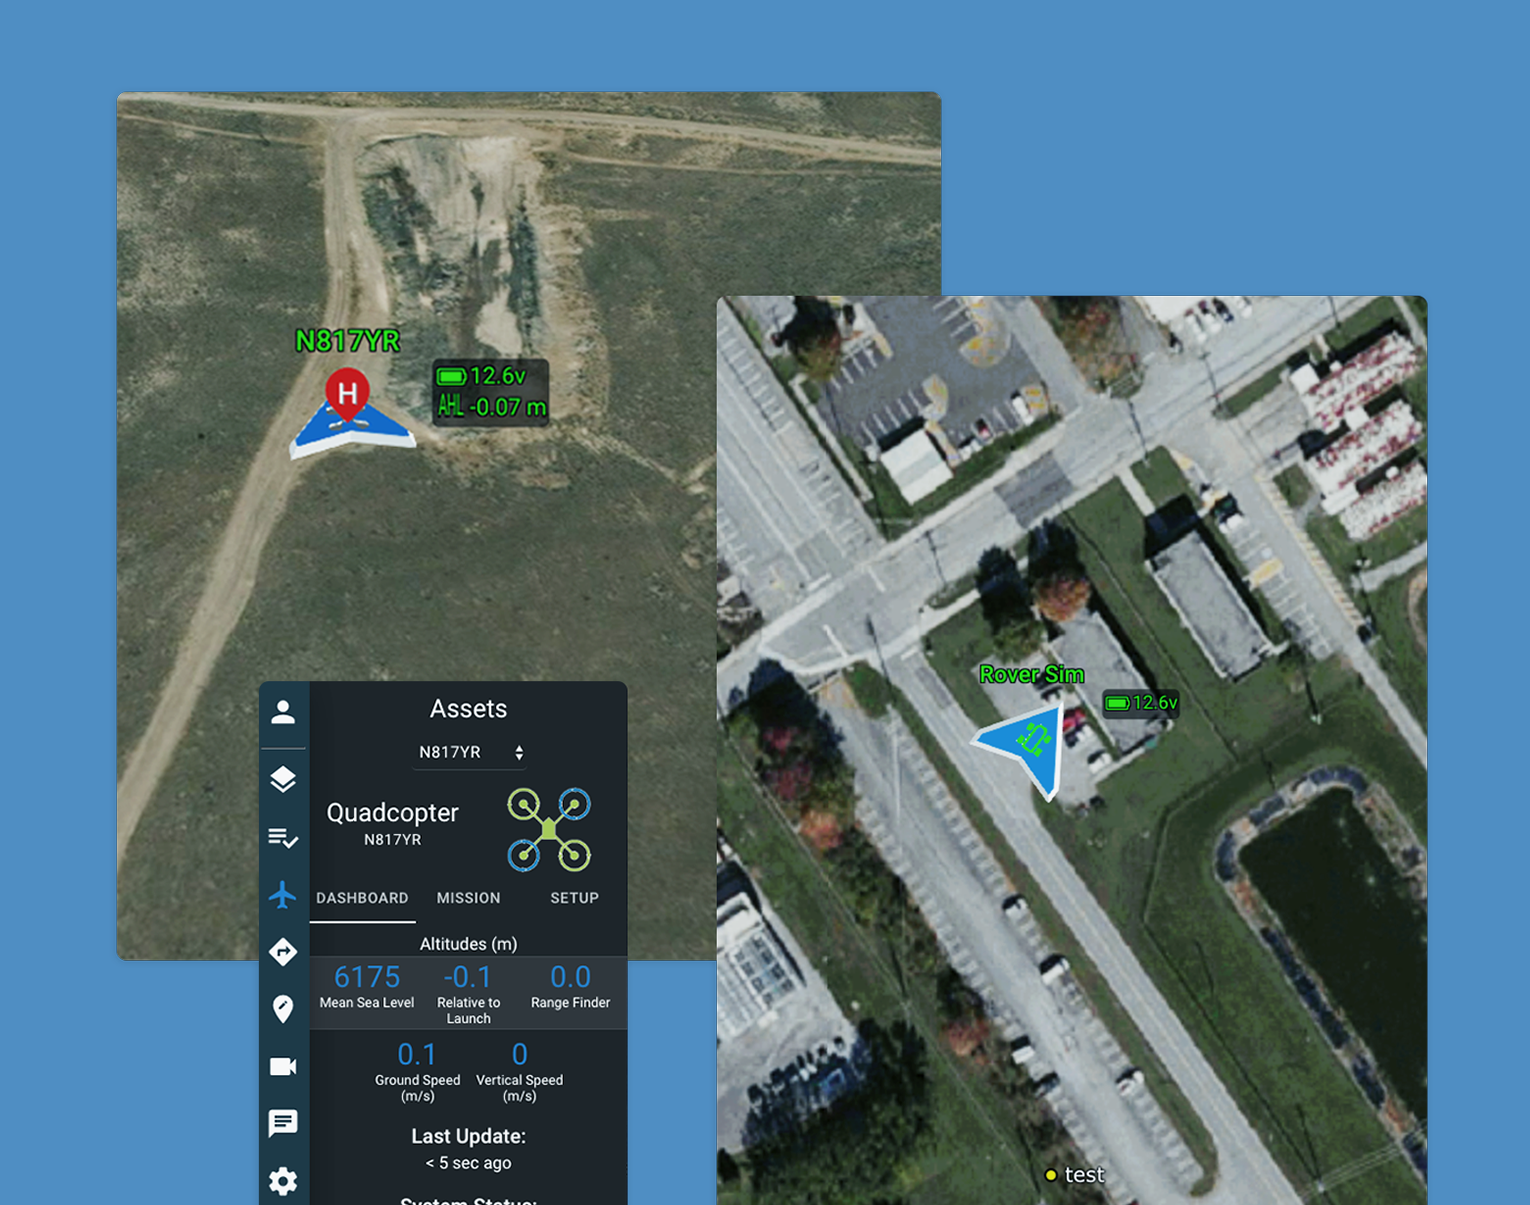 N817YR
H
12.6v
AHL -0.07 m
Rover Sim
12.6v
test
Assets
N817YR
Quadcopter
N817YR
DASHBOARD MISSION SETUP
Altitudes (m)
6175 -0.1 0.0
Mean Sea Level Relative to Range Finder
Launch
0.1 0
Ground Speed Vertical Speed
(m/s) (m/s)
Last Update:
< 5 sec ago
System Status: